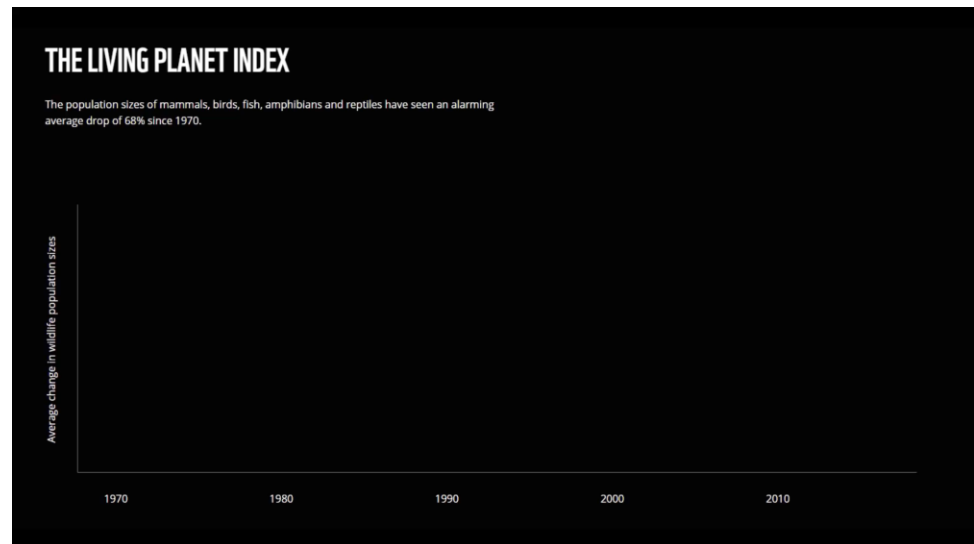 THE LIVING PLANET INDEX
The population sizes of mammals, birds, fish, amphibians and reptiles have seen an alarming
average drop of 68% since 1970.
Average change in wildlife population sizes
1970 1980 1990 2000 2010